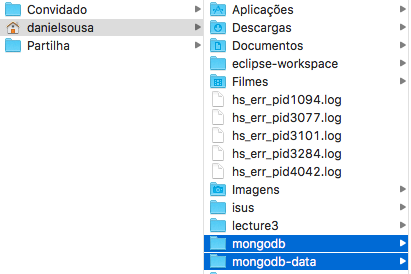 Convidado
danielsousa
Partilha
Aplicações
Descargas
Documentos
eclipse-workspace
Filmes
hs_err_pid1094.log
hs_err_pid3077.log
hs_err_pid3101.log
hs_err_pid3284.log
hs_err_pid4042.log
Imagens
isus
lecture3
mongodb
mongodb-data